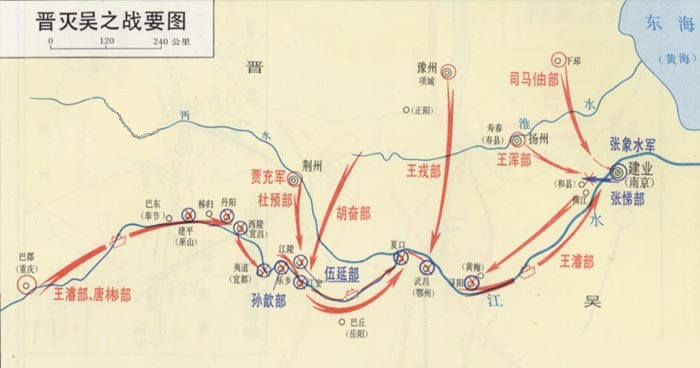 晋灭吴之战要图
0 120 240 公里
东海
(黄海)
晋
豫州
项城
下邳
司马伷部
(正阳)
沔
水
淮
水
寿春
(寿县)
扬州
王浑部
张象水军
建业
(南京)
张悌部
(和县)
横江
水
荆州
贾充军
杜预部
王戎部
胡奋部
巴东
(奉节)
秭归
丹阳
建平
(巫山)
西陵
(宜昌)
巴郡
(重庆)
王濬部、唐彬部
夷道
(宜都)
乐乡
江陵
江安
孙歆部
伍延部
夏口
武昌
(鄂州)
(黄梅)
浔阳
王濬部
江
吴
巴丘
(岳阳)